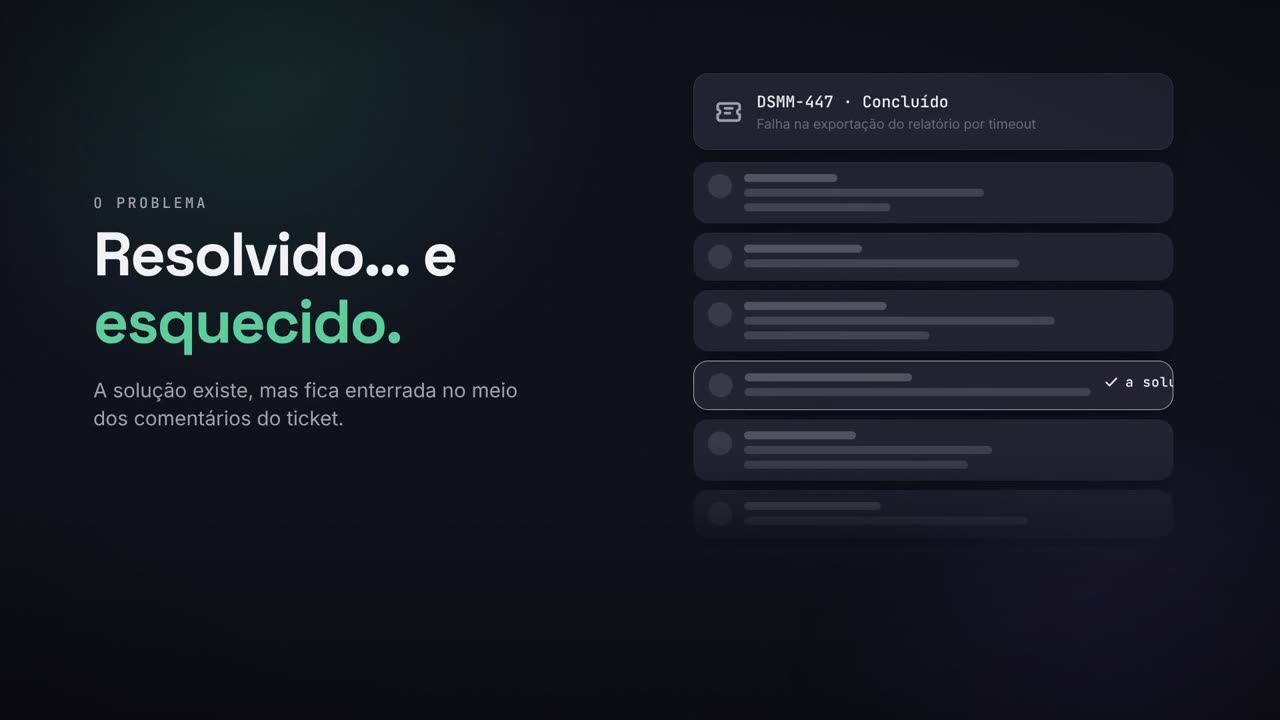 O PROBLEMA
Resolvido... e
esquecido.
A solução existe, mas fica enterrada no meio
dos comentários do ticket.
DSMM-447 · Concluído
Falha na exportação do relatório por timeout
✓ a